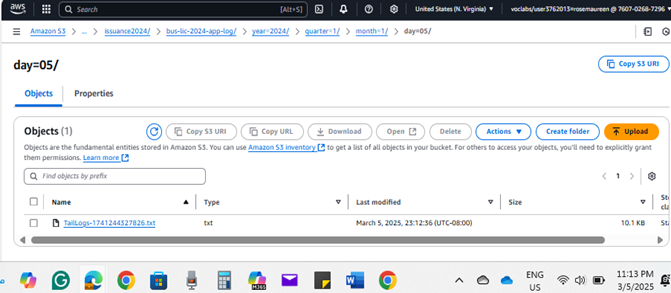 aws
Search
[Alt+S]
United States (N. Virginia)
voclabs/user3762013=rosemaureen @ 7607-0268-7296
Amazon S3 > ... > issuance2024/ > bus-lic-2024-app-log/ > year=2024/ > quarter=1/ > month=1/ > day=05/
day=05/
Copy S3 URI
Objects
Properties
Objects (1)
Copy S3 URI
Copy URL
Download
Open
Delete
Actions
Create folder
Upload
Objects are the fundamental entities stored in Amazon S3. You can use Amazon S3 inventory to get a list of all objects in your bucket. For others to access your objects, you'll need to explicitly grant
them permissions. Learn more
Find objects by prefix
1
Name
Type
Last modified
Size
TailLogs-1741244327826.txt
txt
March 5, 2025, 23:12:36 (UTC-08:00)
10.1 KB
M365
ENG
US
11:13 PM
3/5/2025